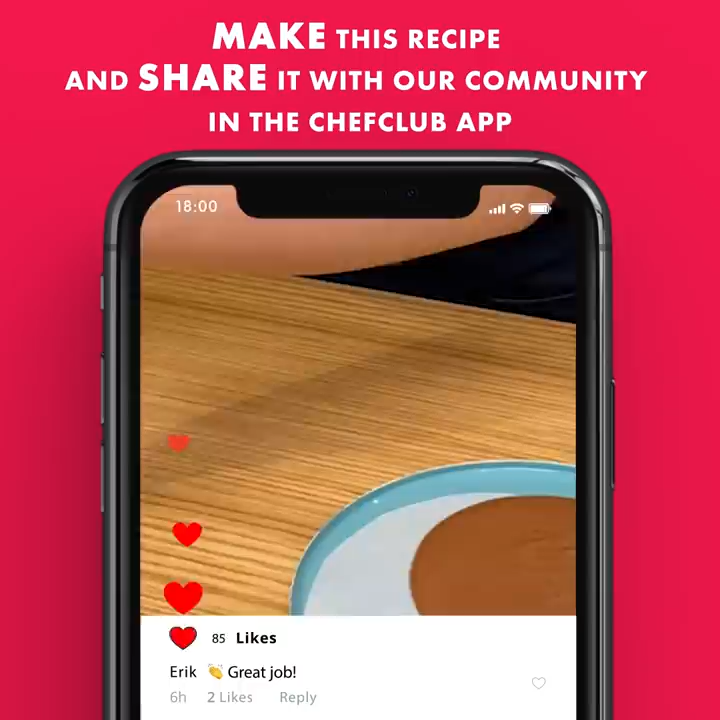 MAKE THIS RECIPE
AND SHARE IT WITH OUR COMMUNITY
IN THE CHEFCLUB APP
18:00
85 Likes
Erik 👏 Great job!
6h 2 Likes Reply